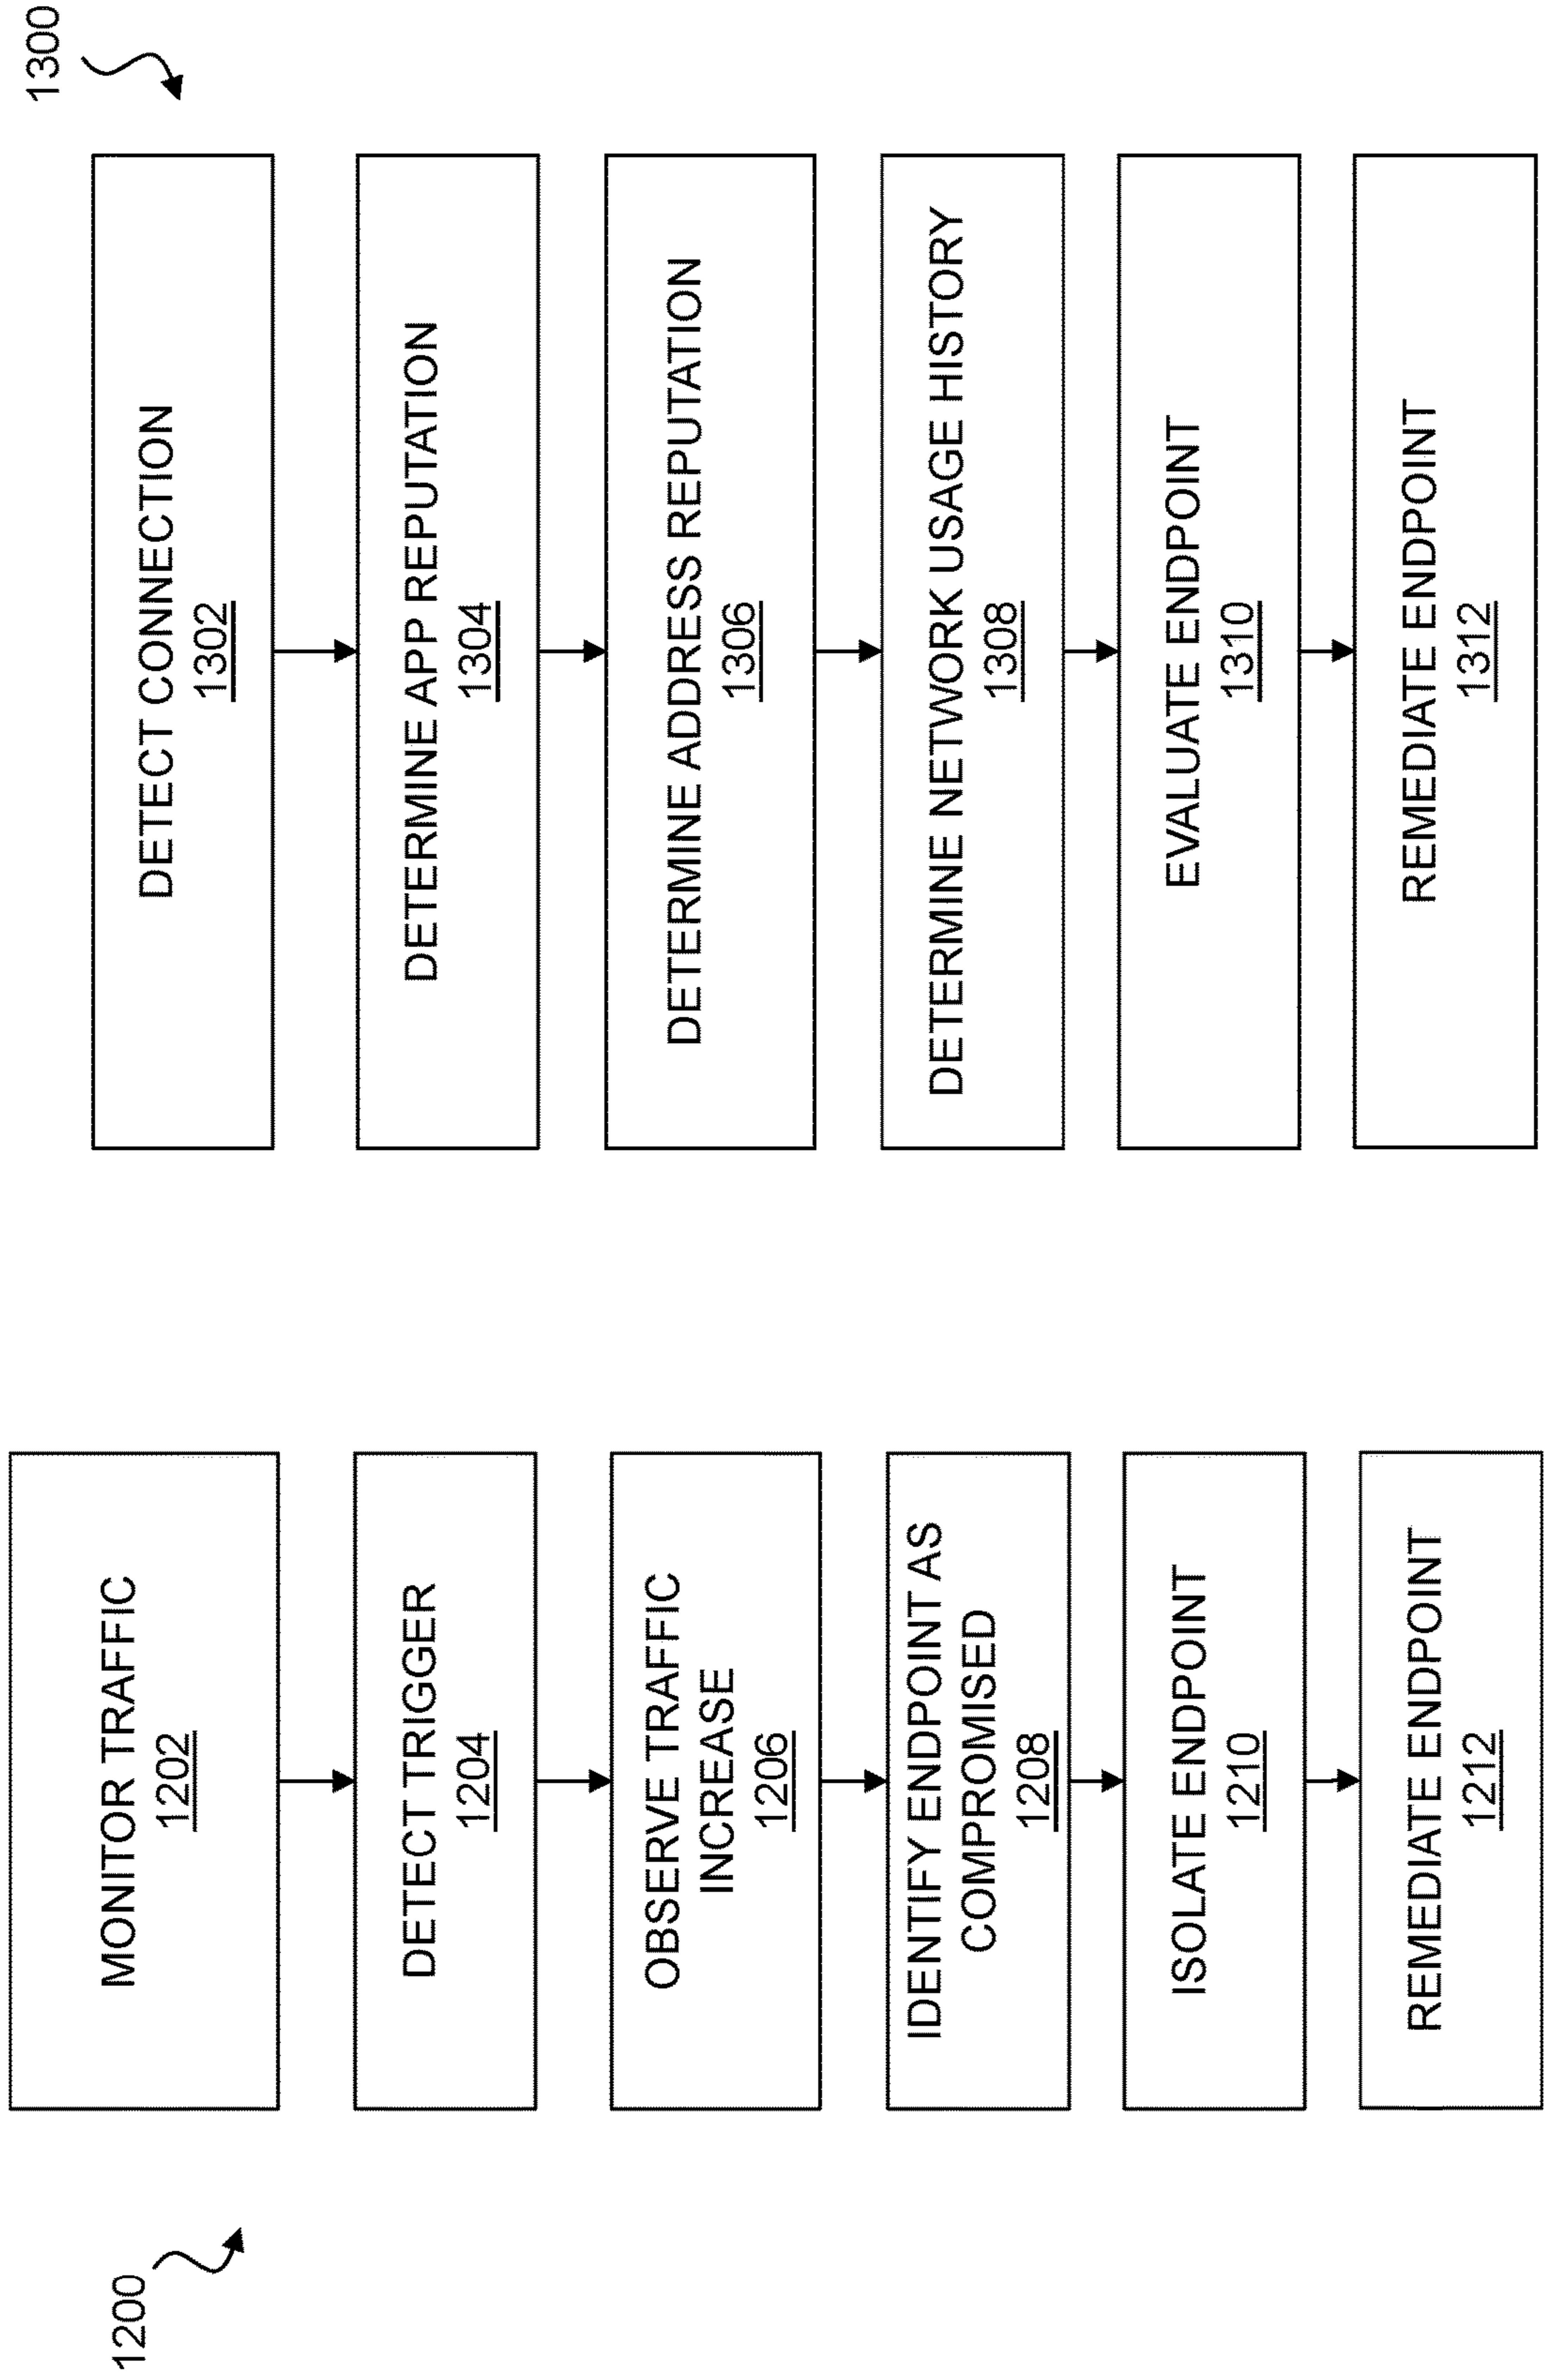 1200
MONITOR TRAFFIC
1202
DETECT TRIGGER
1204
OBSERVE TRAFFIC
INCREASE
1206
IDENTIFY ENDPOINT AS
COMPROMISED
1208
ISOLATE ENDPOINT
1210
REMEDIATE ENDPOINT
1212
1300
DETECT CONNECTION
1302
DETERMINE APP REPUTATION
1304
DETERMINE ADDRESS REPUTATION
1306
DETERMINE NETWORK USAGE HISTORY
1308
EVALUATE ENDPOINT
1310
REMEDIATE ENDPOINT
1312